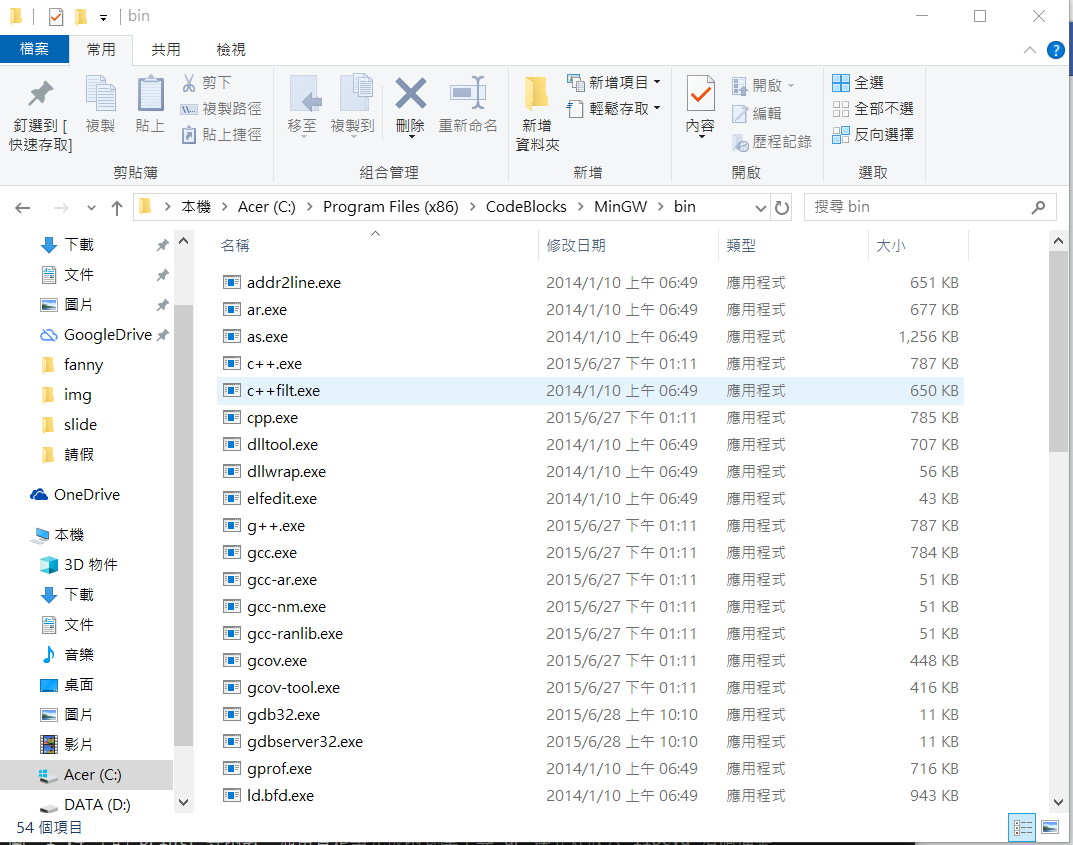 bin
檔案 常用 共用 檢視
釘選到 [快速存取]
複製
貼上
剪下
複製路徑
貼上捷徑
剪貼簿
移至
複製到
刪除
重新命名
組合管理
新增資料夾
新增項目
輕鬆存取
新增
內容
開啟
編輯
歷程記錄
開啟
全選
全部不選
反向選擇
選取
本機 > Acer (C:) > Program Files (x86) > CodeBlocks > MinGW > bin
搜尋 bin
下載
文件
圖片
GoogleDrive
fanny
img
slide
請假
OneDrive
本機
3D 物件
下載
文件
音樂
桌面
圖片
影片
Acer (C:)
DATA (D:)
名稱 修改日期 類型 大小
addr2line.exe 2014/1/10 上午 06:49 應用程式 651 KB
ar.exe 2014/1/10 上午 06:49 應用程式 677 KB
as.exe 2014/1/10 上午 06:49 應用程式 1,256 KB
c++.exe 2015/6/27 下午 01:11 應用程式 787 KB
c++filt.exe 2014/1/10 上午 06:49 應用程式 650 KB
cpp.exe 2015/6/27 下午 01:11 應用程式 785 KB
dlltool.exe 2014/1/10 上午 06:49 應用程式 707 KB
dllwrap.exe 2014/1/10 上午 06:49 應用程式 56 KB
elfedit.exe 2014/1/10 上午 06:49 應用程式 43 KB
g++.exe 2015/6/27 下午 01:11 應用程式 787 KB
gcc.exe 2015/6/27 下午 01:11 應用程式 784 KB
gcc-ar.exe 2015/6/27 下午 01:11 應用程式 51 KB
gcc-nm.exe 2015/6/27 下午 01:11 應用程式 51 KB
gcc-ranlib.exe 2015/6/27 下午 01:11 應用程式 51 KB
gcov.exe 2015/6/27 下午 01:11 應用程式 448 KB
gcov-tool.exe 2015/6/27 下午 01:11 應用程式 416 KB
gdb32.exe 2015/6/28 上午 10:10 應用程式 11 KB
gdbserver32.exe 2015/6/28 上午 10:10 應用程式 11 KB
gprof.exe 2014/1/10 上午 06:49 應用程式 716 KB
ld.bfd.exe 2014/1/10 上午 06:49 應用程式 943 KB
54 個項目